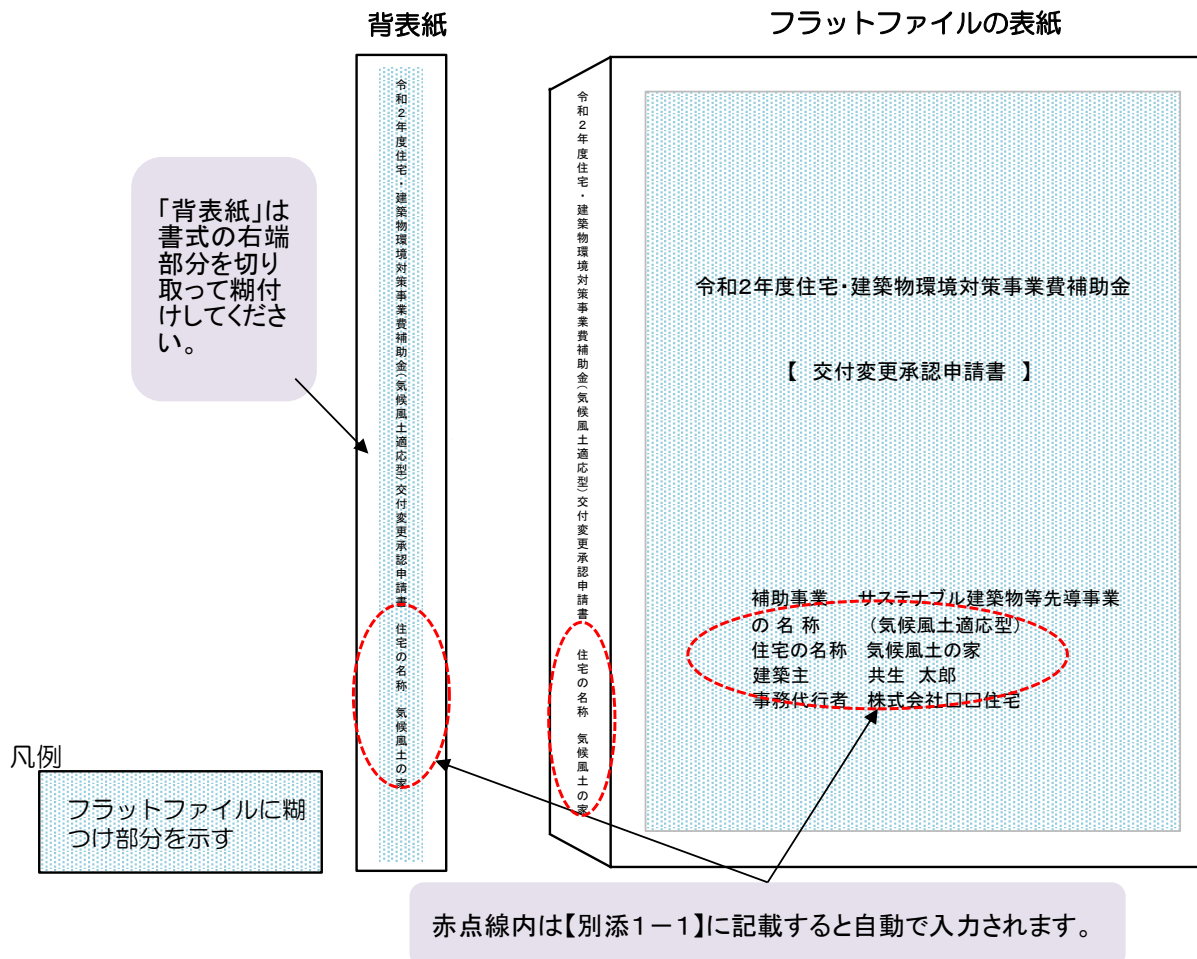 背表紙
フラットファイルの表紙
「背表紙」は
書式の右端
部分を切り
取って糊付
けしてくださ
い。
令和2年度住宅・建築物環境対策事業費補助金(気候風土適応型)交付変更承認申請書　住宅の名称　気候風土の家
令和2年度住宅・建築物環境対策事業費補助金(気候風土適応型)交付変更承認申請書　住宅の名称　気候風土の家
令和2年度住宅・建築物環境対策事業費補助金
【　交付変更承認申請書　】
補助事業　サステナブル建築物等先導事業
の 名 称　（気候風土適応型）
住宅の名称　気候風土の家
建築主　共生　太郎
事務代行者　株式会社□□住宅
凡例
フラットファイルに糊
つけ部分を示す
赤点線内は【別添1－1】に記載すると自動で入力されます。